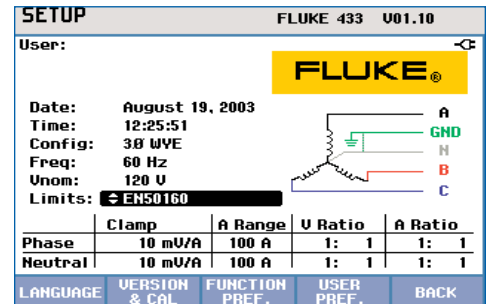 SETUP FLUKE 433 V01.10
User:
FLUKE®
Date: August 19, 2003
Time: 12:25:51
Config: 3Ø WYE
Freq: 60 Hz
Vnom: 120 V
Limits: EN50160
A
GND
N
B
C
Clamp A Range V Ratio A Ratio
Phase 10 mV/A 100 A 1: 1 1: 1
Neutral 10 mV/A 100 A 1: 1 1: 1
LANGUAGE VERSION & CAL FUNCTION PREF. USER PREF. BACK